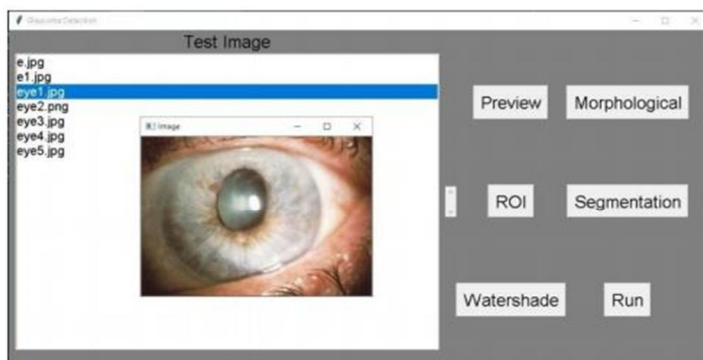 Glaucoma Detection
Test Image
e.jpg
e1.jpg
eye1.jpg
eye2.png
eye3.jpg
eye4.jpg
eye5.jpg
Image
Preview
Morphological
ROI
Segmentation
Watershade
Run